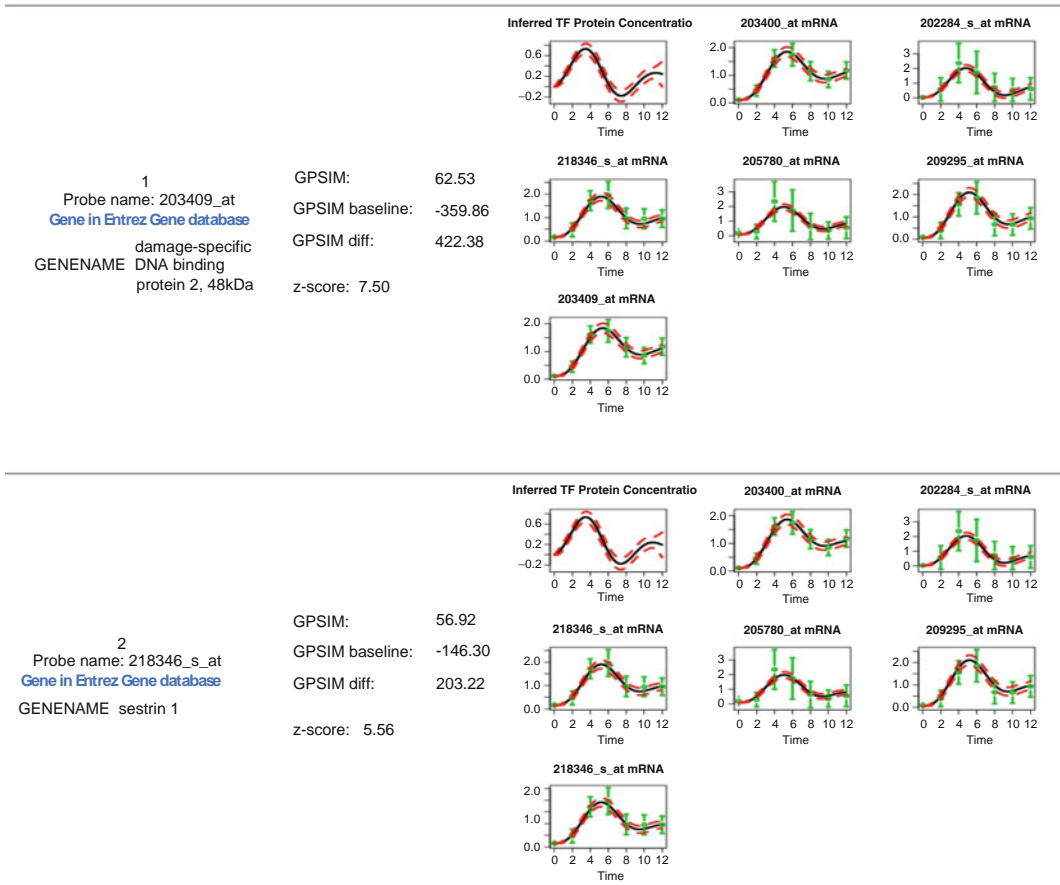 1
Probe name: 203409_at
Gene in Entrez Gene database
GENENAME damage-specific
DNA binding
protein 2, 48kDa
GPSIM: 62.53
GPSIM baseline: -359.86
GPSIM diff: 422.38
z-score: 7.50
Inferred TF Protein Concentratio
0.6
0.2
−0.2
0 2 4 6 8 10 12
Time
203400_at mRNA
2.0
1.0
0.0
0 2 4 6 8 10 12
Time
202284_s_at mRNA
3
2
1
0
0 2 4 6 8 10 12
Time
218346_s_at mRNA
2.0
1.0
0.0
0 2 4 6 8 10 12
Time
205780_at mRNA
3
2
1
0
0 2 4 6 8 10 12
Time
209295_at mRNA
2.0
1.0
0.0
0 2 4 6 8 10 12
Time
203409_at mRNA
2.0
1.0
0.0
0 2 4 6 8 10 12
Time
2
Probe name: 218346_s_at
Gene in Entrez Gene database
GENENAME sestrin 1
GPSIM: 56.92
GPSIM baseline: -146.30
GPSIM diff: 203.22
z-score: 5.56
Inferred TF Protein Concentratio
0.6
0.2
−0.2
0 2 4 6 8 10 12
Time
203400_at mRNA
2.0
1.0
0.0
0 2 4 6 8 10 12
Time
202284_s_at mRNA
3
2
1
0
0 2 4 6 8 10 12
Time
218346_s_at mRNA
2.0
1.0
0.0
0 2 4 6 8 10 12
Time
205780_at mRNA
3
2
1
0
0 2 4 6 8 10 12
Time
209295_at mRNA
2.0
1.0
0.0
0 2 4 6 8 10 12
Time
218346_s_at mRNA
2.0
1.0
0.0
0 2 4 6 8 10 12
Time